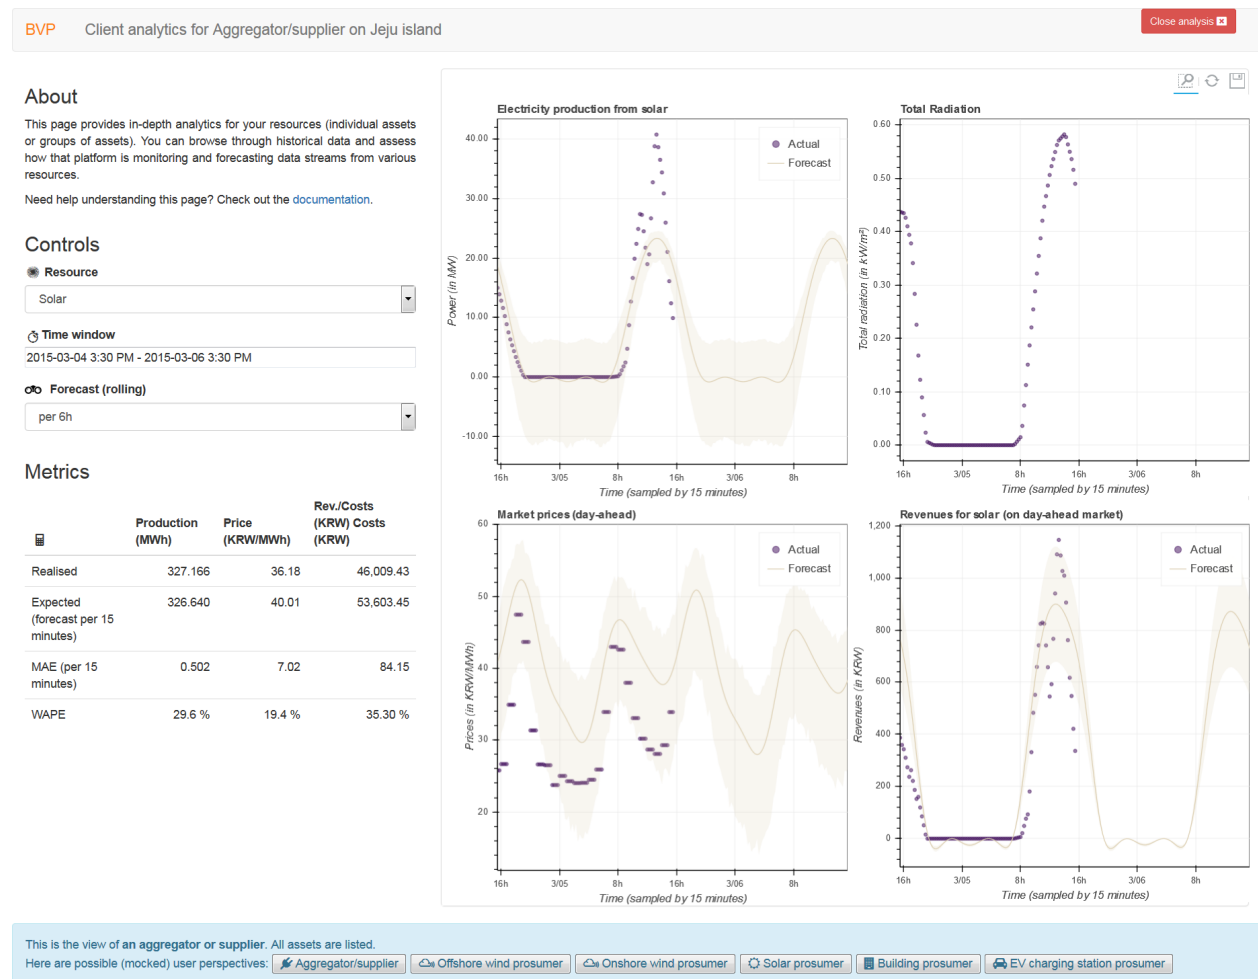 BVP Client analytics for Aggregator/supplier on Jeju island
Close analysis
About
This page provides in-depth analytics for your resources (individual assets
or groups of assets). You can browse through historical data and assess
how that platform is monitoring and forecasting data streams from various
resources.
Need help understanding this page? Check out the documentation.
Controls
Resource
Solar
Time window
2015-03-04 3:30 PM - 2015-03-06 3:30 PM
Forecast (rolling)
per 6h
Metrics
Production (MWh) Price (KRW/MWh) Rev./Costs (KRW) Costs (KRW)
Realised 327.166 36.18 46,009.43
Expected (forecast per 15 minutes) 326.640 40.01 53,603.45
MAE (per 15 minutes) 0.502 7.02 84.15
WAPE 29.6 % 19.4 % 35.30 %
Electricity production from solar
Actual
Forecast
Power (in MW)
40.00
30.00
20.00
10.00
0.00
-10.00
16h 3/05 8h 16h 3/06 8h
Time (sampled by 15 minutes)
Total Radiation
Total radiation (in kW/m²)
0.60
0.50
0.40
0.30
0.20
0.10
0.00
16h 3/05 8h 16h 3/06 8h
Time (sampled by 15 minutes)
Market prices (day-ahead)
Actual
Forecast
Prices (in KRW/MWh)
60
50
40
30
20
16h 3/05 8h 16h 3/06 8h
Time (sampled by 15 minutes)
Revenues for solar (on day-ahead market)
Actual
Forecast
Revenues (in KRW)
1,200
1,000
800
600
400
200
0
16h 3/05 8h 16h 3/06 8h
Time (sampled by 15 minutes)
This is the view of an aggregator or supplier. All assets are listed.
Here are possible (mocked) user perspectives: Aggregator/supplier Offshore wind prosumer Onshore wind prosumer Solar prosumer Building prosumer EV charging station prosumer